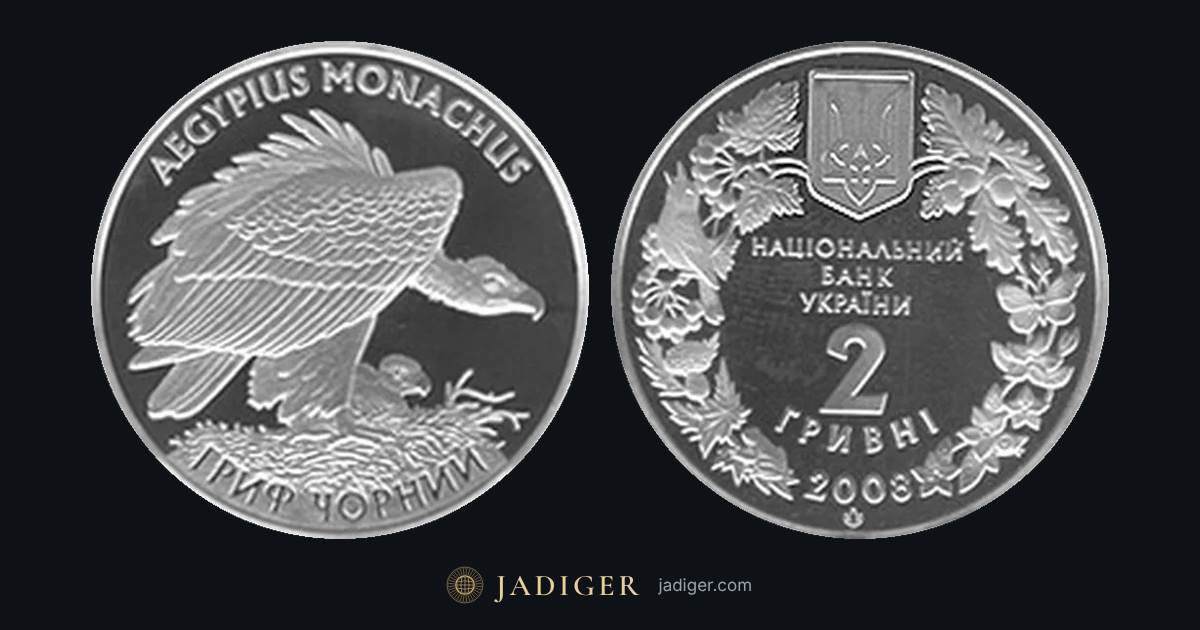 AEGYPIUS MONACHUS
ГРИФ ЧОРНИЙ
НАЦІОНАЛЬНИЙ
БАНК
УКРАЇНИ
2
ГРИВНІ
2008
JADIGER jadiger.com